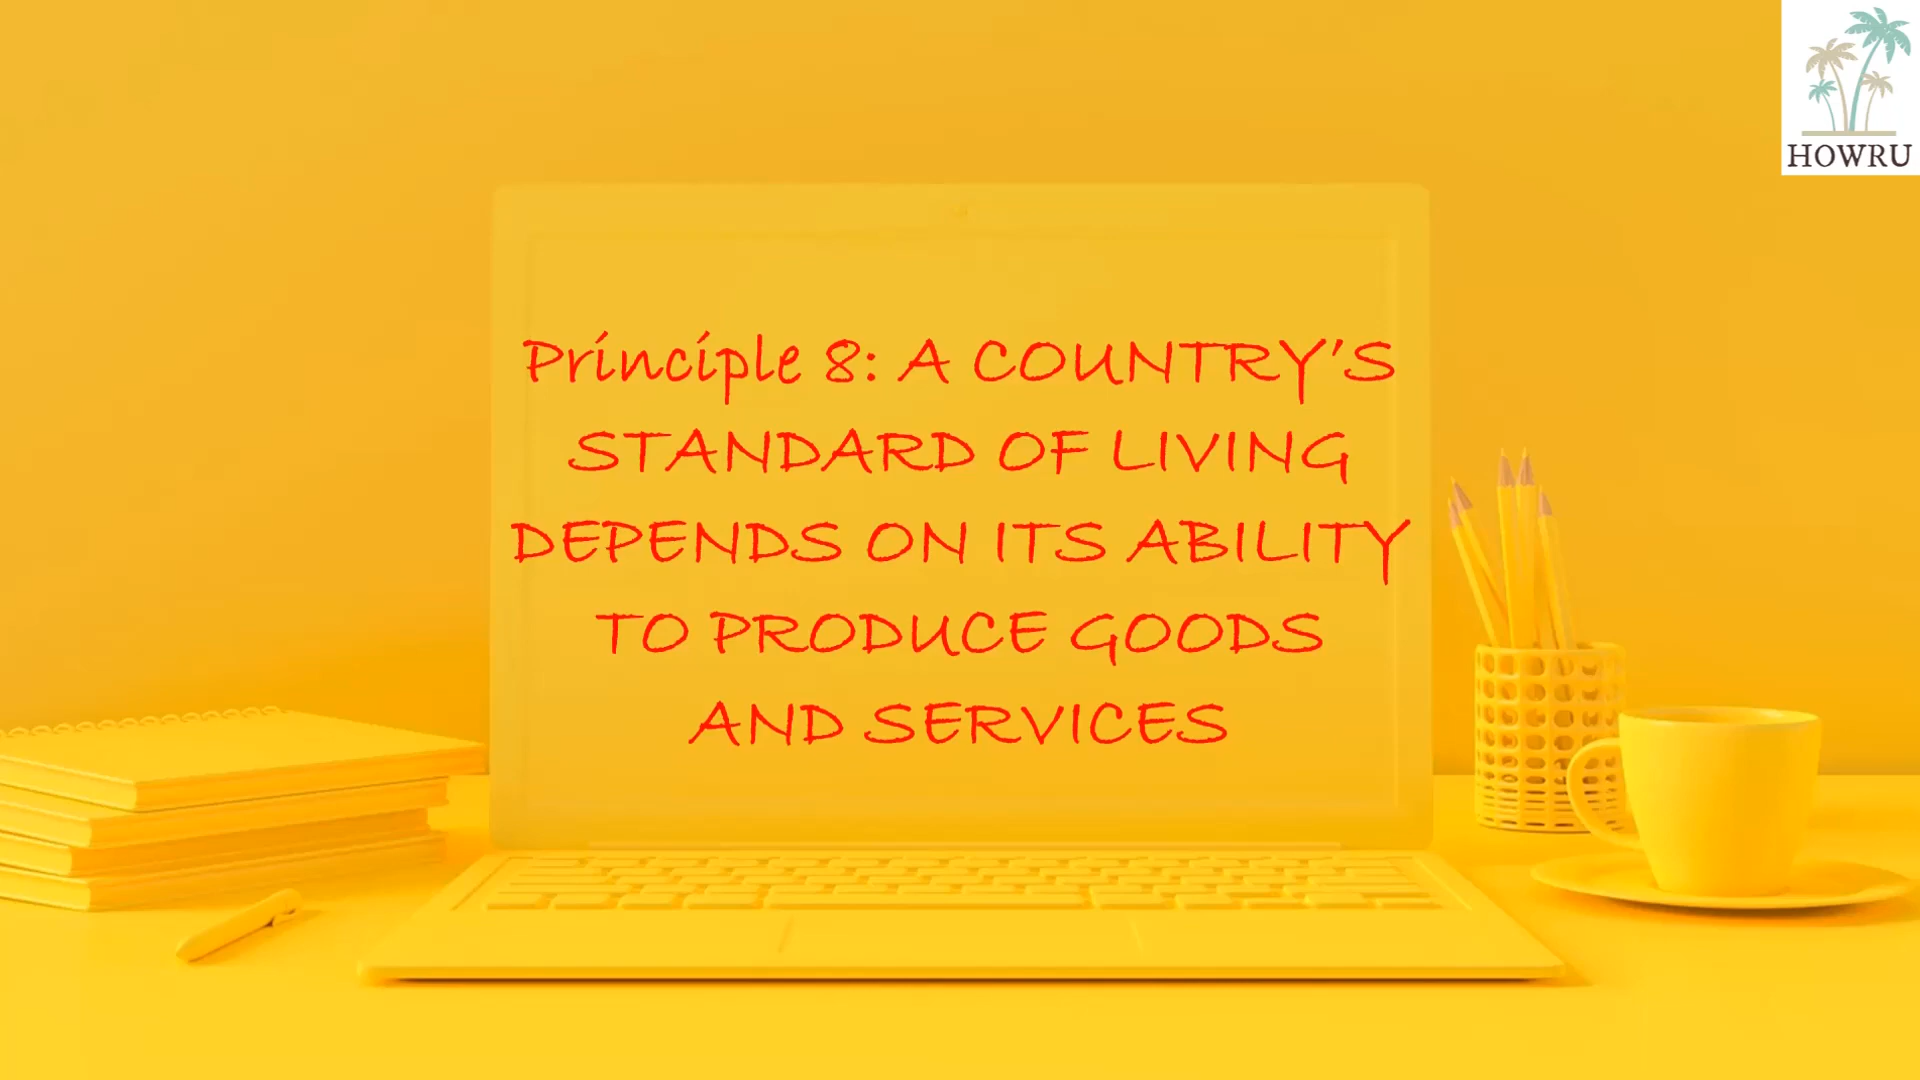 HOWRU
Principle 8: A COUNTRY'S
STANDARD OF LIVING
DEPENDS ON ITS ABILITY
TO PRODUCE GOODS
AND SERVICES